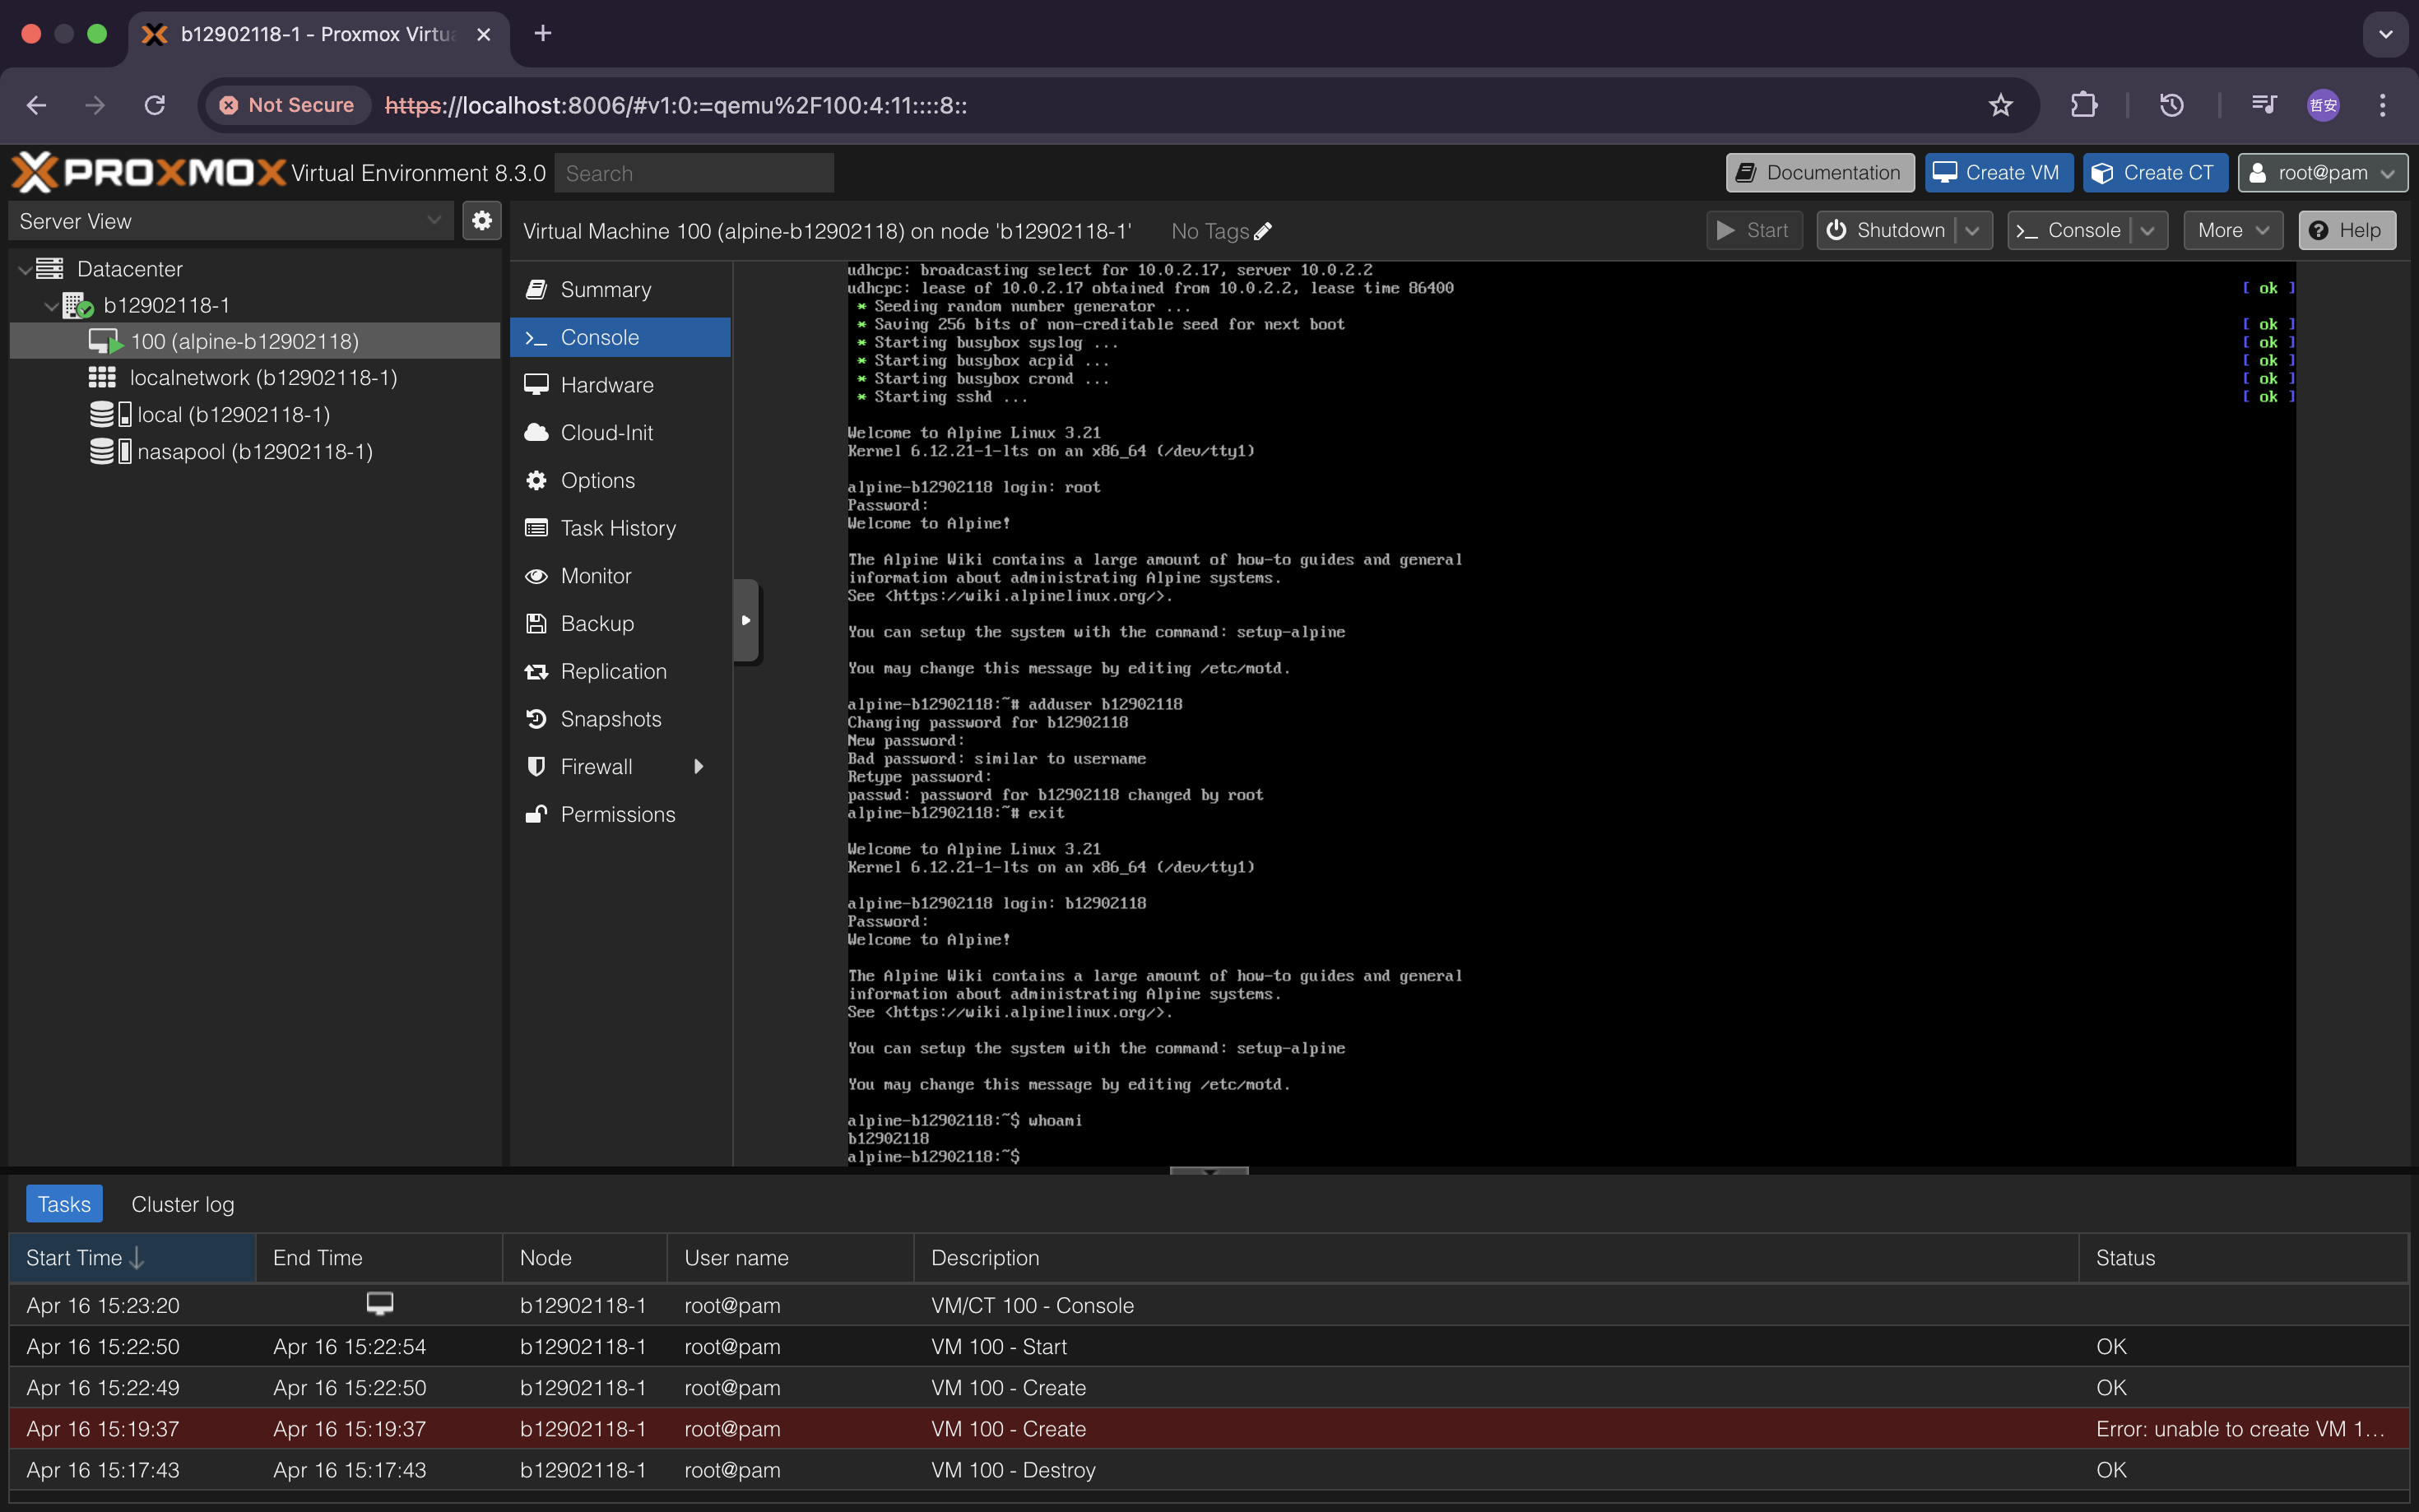 b12902118-1 - Proxmox Virtu
Not Secure https://localhost:8006/#v1:0:=qemu%2F100:4:11::::8::
哲安
PROXMOX Virtual Environment 8.3.0 Search
Documentation Create VM Create CT root@pam
Server View
Virtual Machine 100 (alpine-b12902118) on node 'b12902118-1' No Tags
Start Shutdown Console More Help
Datacenter
b12902118-1
100 (alpine-b12902118)
localnetwork (b12902118-1)
local (b12902118-1)
nasapool (b12902118-1)
Summary
Console
Hardware
Cloud-Init
Options
Task History
Monitor
Backup
Replication
Snapshots
Firewall
Permissions
udhcpc: broadcasting select for 10.0.2.17, server 10.0.2.2
udhcpc: lease of 10.0.2.17 obtained from 10.0.2.2, lease time 86400
[ ok ]
* Seeding random number generator ...
* Saving 256 bits of non-creditable seed for next boot
[ ok ]
* Starting busybox syslog ... [ ok ]
* Starting busybox acpid ... [ ok ]
* Starting busybox crond ... [ ok ]
* Starting sshd ... [ ok ]
Welcome to Alpine Linux 3.21
Kernel 6.12.21-1-lts on an x86_64 (/dev/tty1)
alpine-b12902118 login: root
Password:
Welcome to Alpine!
The Alpine Wiki contains a large amount of how-to guides and general
information about administrating Alpine systems.
See <https://wiki.alpinelinux.org/>.
You can setup the system with the command: setup-alpine
You may change this message by editing /etc/motd.
alpine-b12902118:~# adduser b12902118
Changing password for b12902118
New password:
Bad password: similar to username
Retype password:
passwd: password for b12902118 changed by root
alpine-b12902118:~# exit
Welcome to Alpine Linux 3.21
Kernel 6.12.21-1-lts on an x86_64 (/dev/tty1)
alpine-b12902118 login: b12902118
Password:
Welcome to Alpine!
The Alpine Wiki contains a large amount of how-to guides and general
information about administrating Alpine systems.
See <https://wiki.alpinelinux.org/>.
You can setup the system with the command: setup-alpine
You may change this message by editing /etc/motd.
alpine-b12902118:~$ whoami
b12902118
alpine-b12902118:~$
Tasks Cluster log
Start Time End Time Node User name Description Status
Apr 16 15:23:20 b12902118-1 root@pam VM/CT 100 - Console
Apr 16 15:22:50 Apr 16 15:22:54 b12902118-1 root@pam VM 100 - Start OK
Apr 16 15:22:49 Apr 16 15:22:50 b12902118-1 root@pam VM 100 - Create OK
Apr 16 15:19:37 Apr 16 15:19:37 b12902118-1 root@pam VM 100 - Create Error: unable to create VM 1...
Apr 16 15:17:43 Apr 16 15:17:43 b12902118-1 root@pam VM 100 - Destroy OK